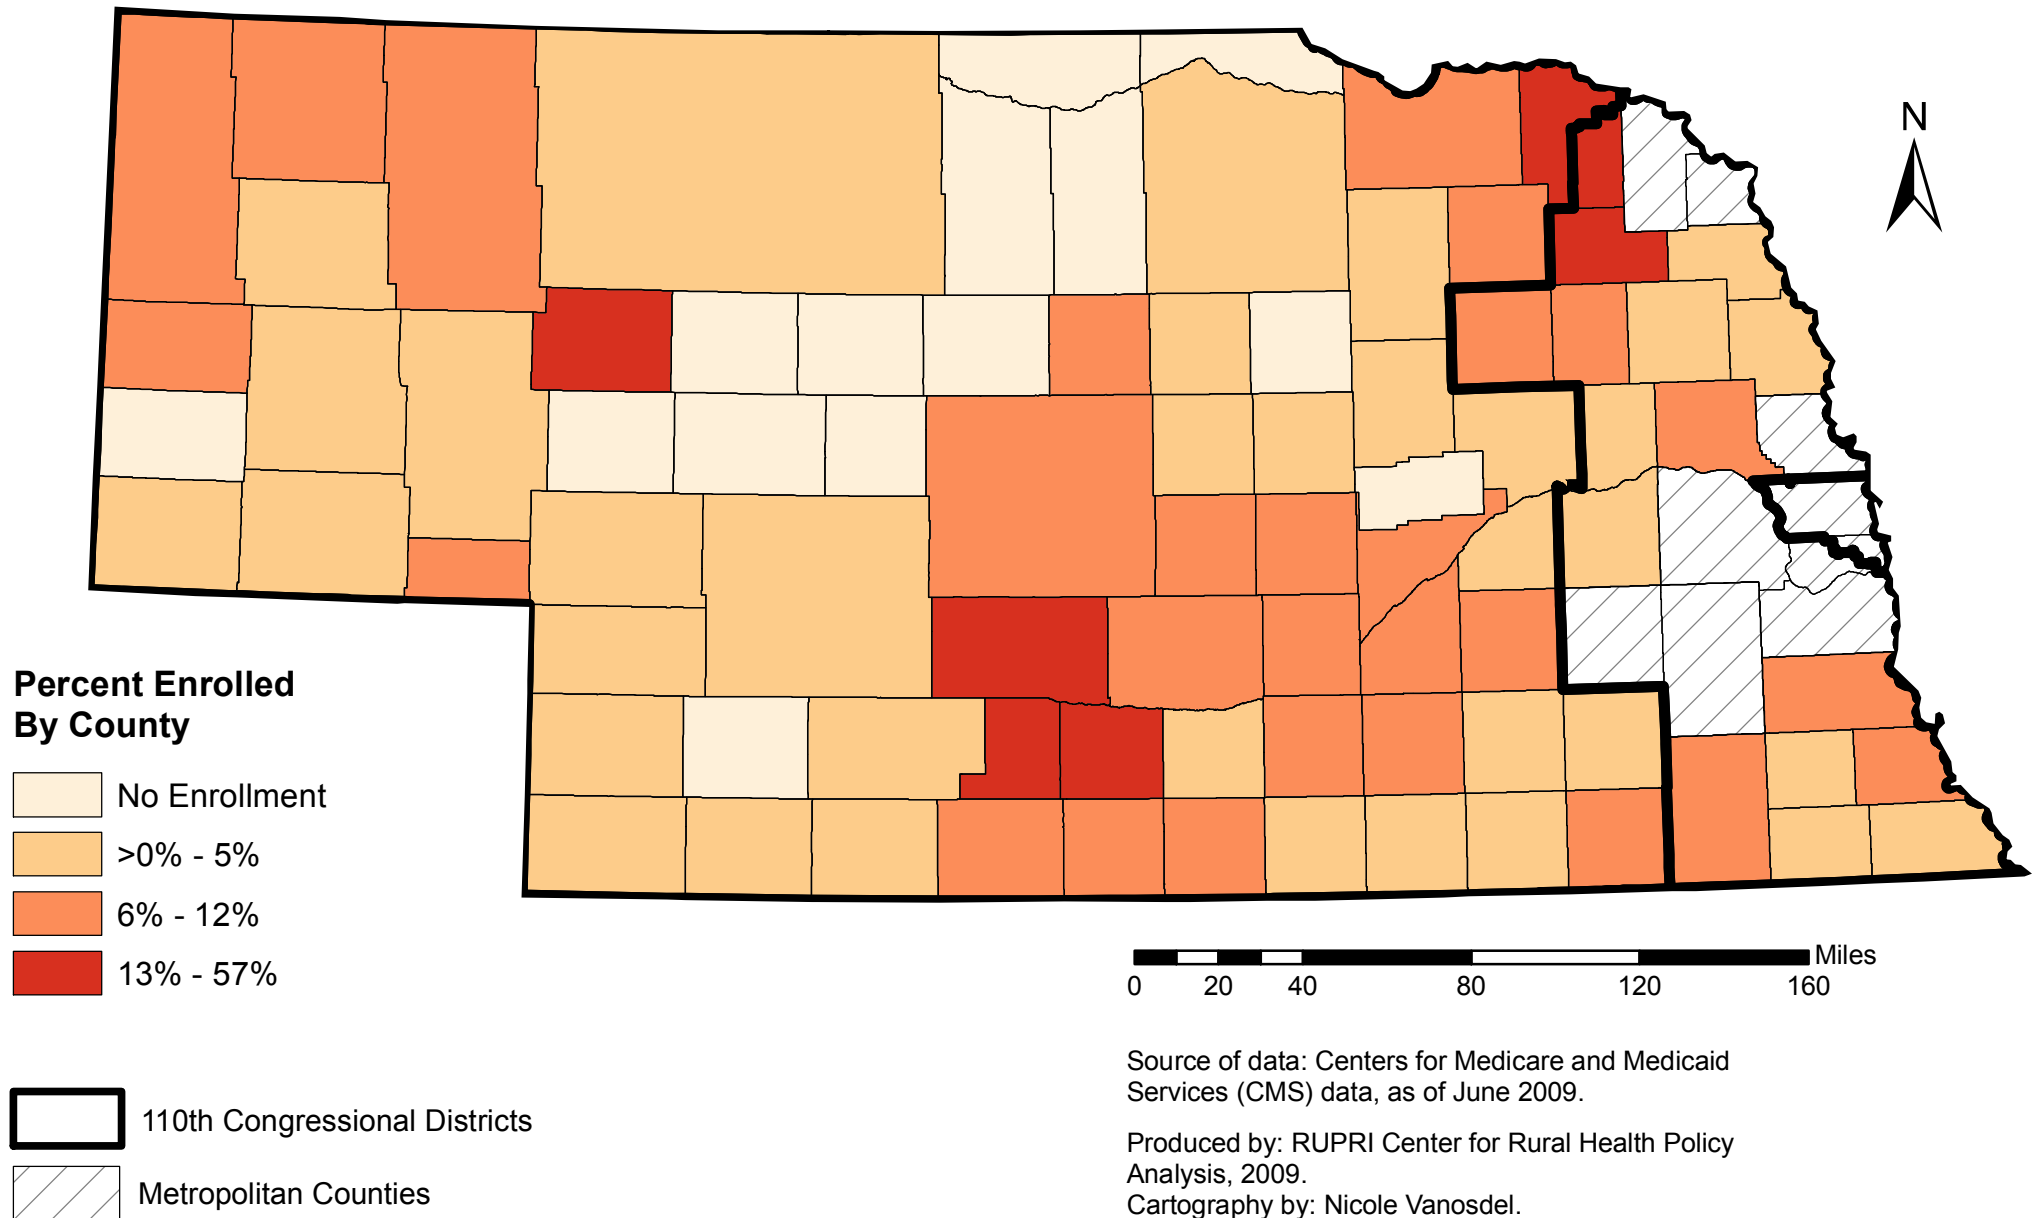 N
Percent Enrolled
By County
No Enrollment
>0% - 5%
6% - 12%
13% - 57%
110th Congressional Districts
Metropolitan Counties
Miles
0 20 40 80 120 160
Source of data: Centers for Medicare and Medicaid
Services (CMS) data, as of June 2009.
Produced by: RUPRI Center for Rural Health Policy
Analysis, 2009.
Cartography by: Nicole Vanosdel.